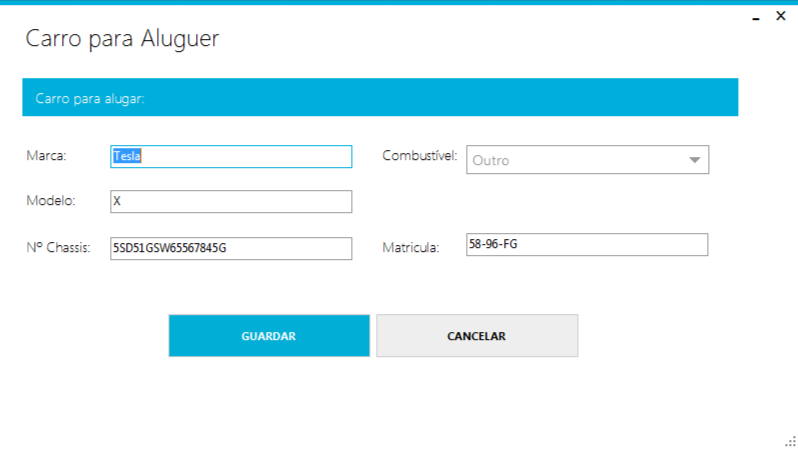 Carro para Aluguer
Carro para alugar:
Marca: Tesla Combustível: Outro
Modelo: X
Nº Chassis: 5SD51GSW65567845G Matricula: 58-96-FG
GUARDAR CANCELAR